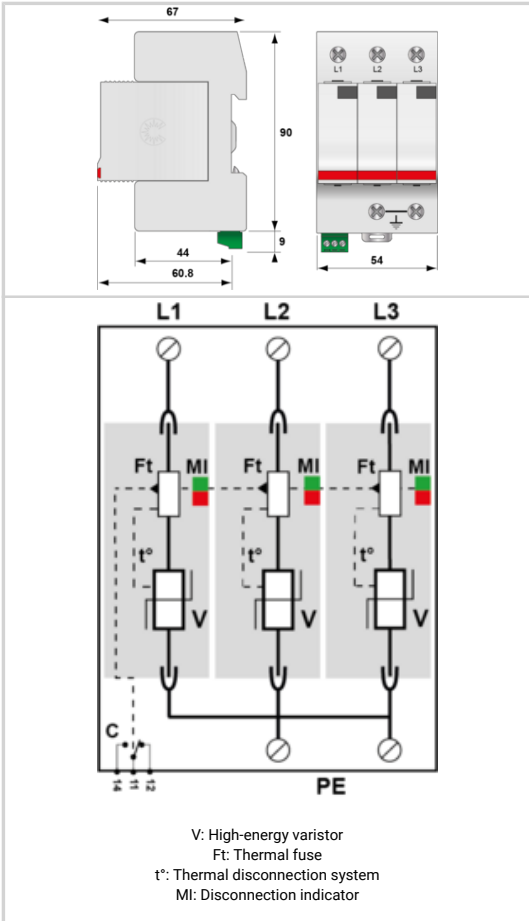 67
L1 L2 L3
90
9
44
60.8
54
L1 L2 L3
Ft MI Ft MI Ft MI
t° t° t°
V V V
C
14 11 12
PE
V: High-energy varistor
Ft: Thermal fuse
t°: Thermal disconnection system
MI: Disconnection indicator